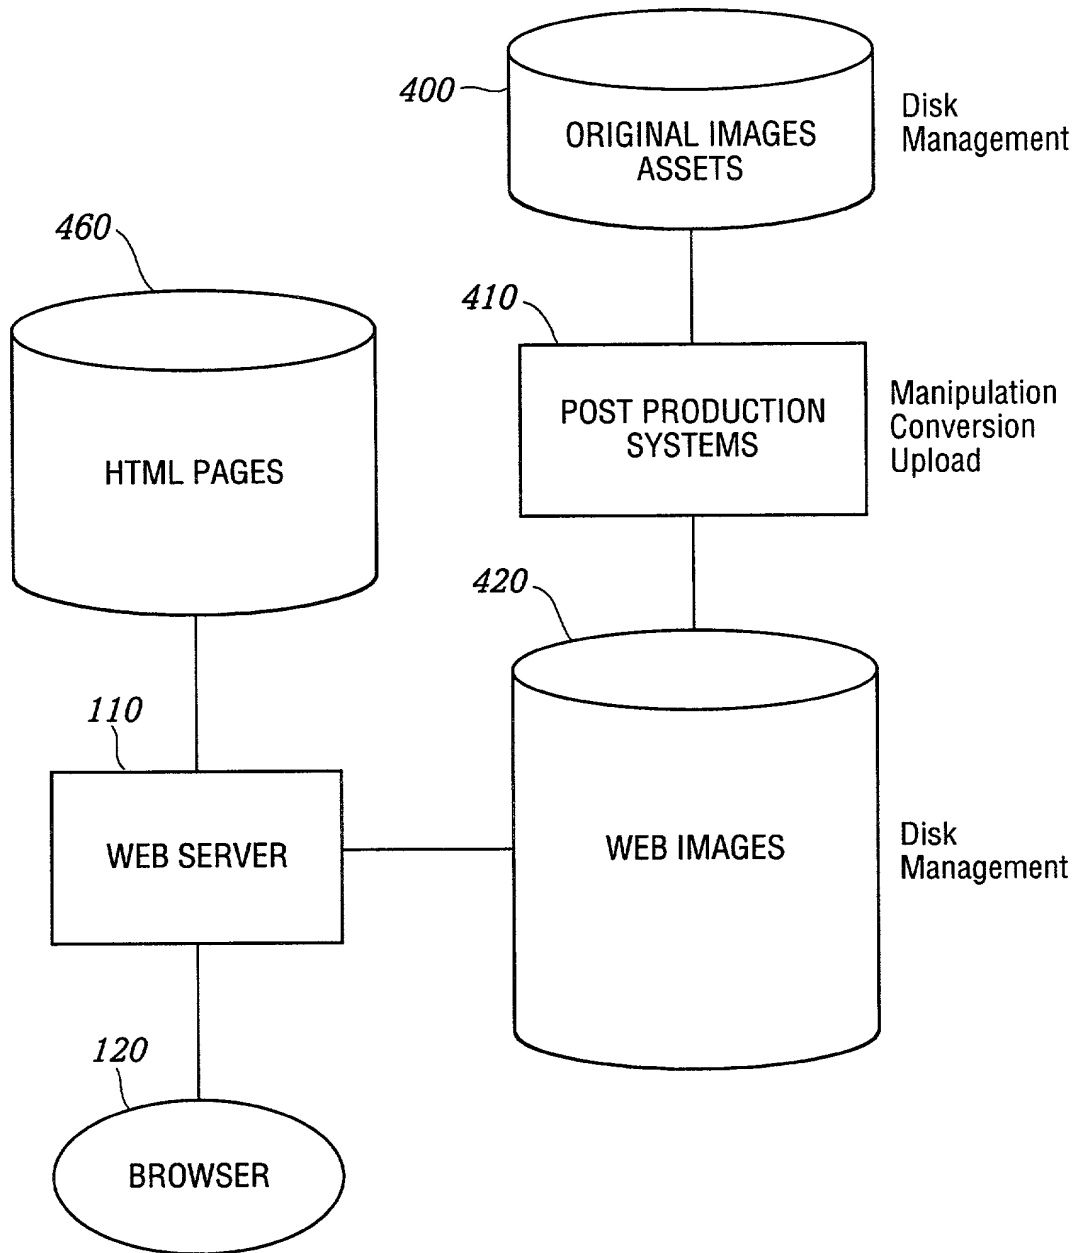 400
ORIGINAL IMAGES
ASSETS
Disk
Management
460
HTML PAGES
410
POST PRODUCTION
SYSTEMS
Manipulation
Conversion
Upload
420
110
WEB SERVER
WEB IMAGES
Disk
Management
120
BROWSER